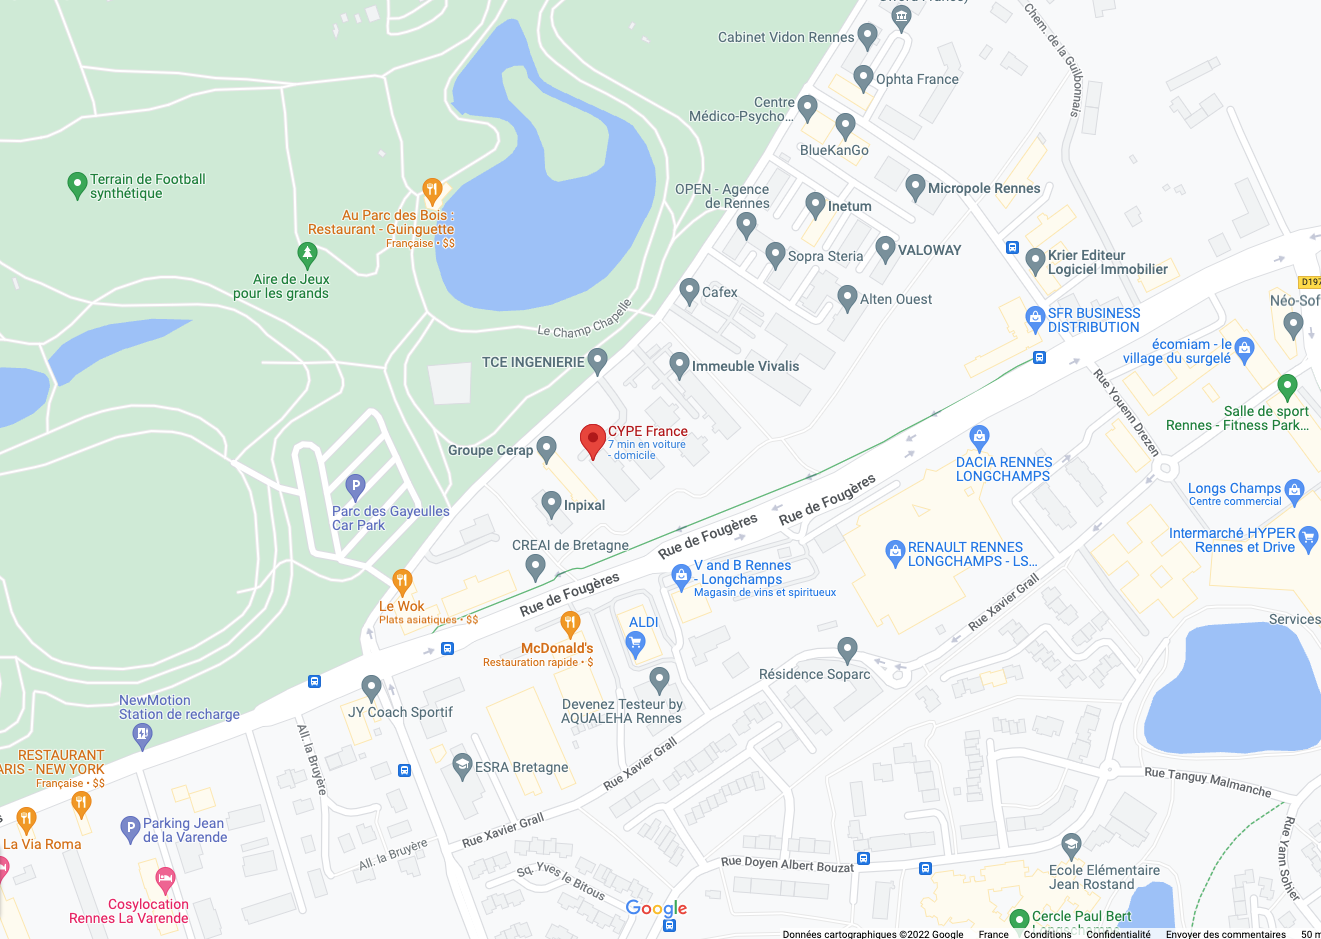 Cabinet Vidon Rennes
Ophta France
Chem. de la Guilbonnais
Centre
Médico-Psycho...
BlueKanGo
Terrain de Football
synthétique
OPEN - Agence
de Rennes
Micropole Rennes
Inetum
Au Parc des Bois :
Restaurant - Guinguette
Française • $$
Sopra Steria
VALOWAY
Krier Editeur
Logiciel Immobilier
Aire de Jeux
pour les grands
Cafex
Alten Ouest
D197
Néo-Sof
SFR BUSINESS
DISTRIBUTION
Le Champ Chapelle
écomiam - le
village du surgelé
TCE INGENIERIE
Immeuble Vivalis
Rue Youenn Drezen
Salle de sport
Rennes - Fitness Park...
CYPE France
7 min en voiture
- domicile
Groupe Cerap
DACIA RENNES
LONGCHAMPS
P
Parc des Gayeulles
Car Park
Inpixal
Rue de Fougères
Longs Champs
Centre commercial
Rue de Fougères
Intermarché HYPER
Rennes et Drive
CREAI de Bretagne
RENAULT RENNES
LONGCHAMPS - LS...
V and B Rennes
- Longchamps
Magasin de vins et spiritueux
Rue de Fougères
Le Wok
Plats asiatiques • $$
Rue Xavier Grall
ALDI
Services
McDonald's
Restauration rapide • $
Résidence Soparc
NewMotion
Station de recharge
JY Coach Sportif
Devenez Testeur by
AQUALEHA Rennes
All. la Bruyère
RESTAURANT
ARIS - NEW YORK
Française • $$
ESRA Bretagne
Rue Xavier Grall
Rue Tanguy Malmanche
La Via Roma
P
Parking Jean
de la Varende
Rue Xavier Grall
All. la Bruyère
Rue Yann Sohier
Rue Doyen Albert Bouzat
Sq. Yves le Bitous
Ecole Elémentaire
Jean Rostand
Cosylocation
Rennes La Varende
Google
Cercle Paul Bert
Longschamps
Données cartographiques ©2022 Google
France
Conditions
Confidentialité
Envoyer des commentaires
50 m